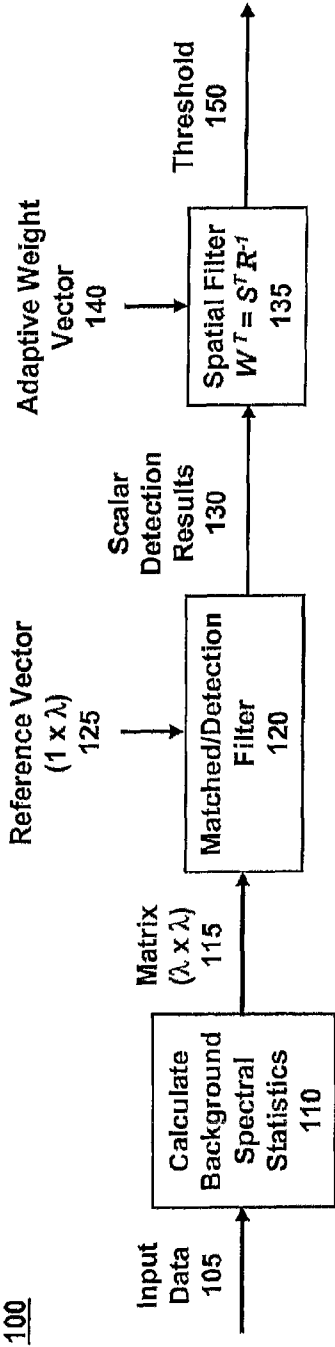 100
Input
Data
105
Calculate
Background
Spectral
Statistics
110
Matrix
(λ x λ)
115
Reference Vector
(1 x λ)
125
Matched/Detection
Filter
120
Scalar
Detection
Results
130
Adaptive Weight
Vector
140
Spatial Filter
W^T = S^T R^-1
135
Threshold
150